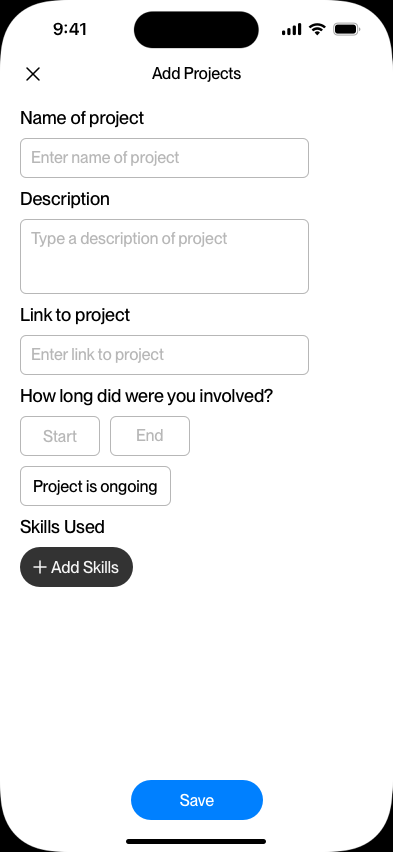 9:41
Add Projects
Name of project
Enter name of project
Description
Type a description of project
Link to project
Enter link to project
How long did were you involved?
Start End
Project is ongoing
Skills Used
+ Add Skills
Save